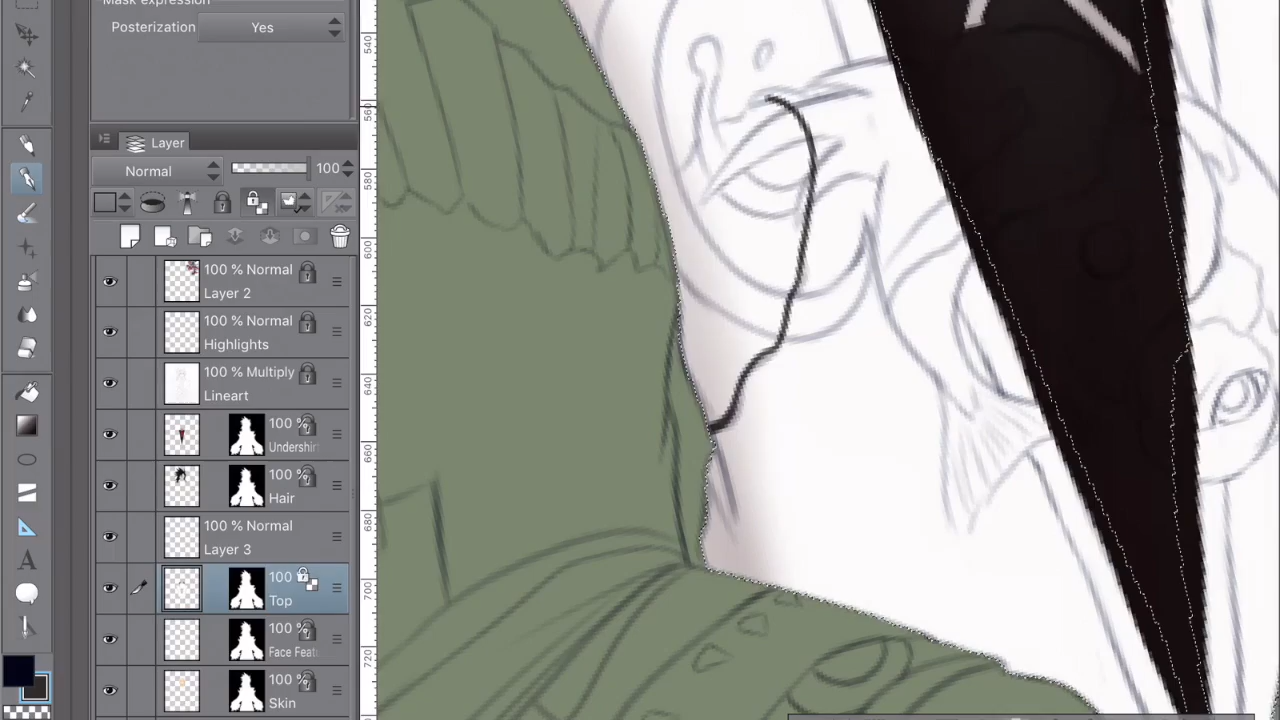 Mask expression
Posterization Yes
Layer
Normal 100
100 % Normal
Layer 2
100 % Normal
Highlights
100 % Multiply
Lineart
100 %
Undershir
100 %
Hair
100 % Normal
Layer 3
100
Top
100 %
Face Featu
100 %
Skin
540
560
580
600
620
640
660
680
700
720